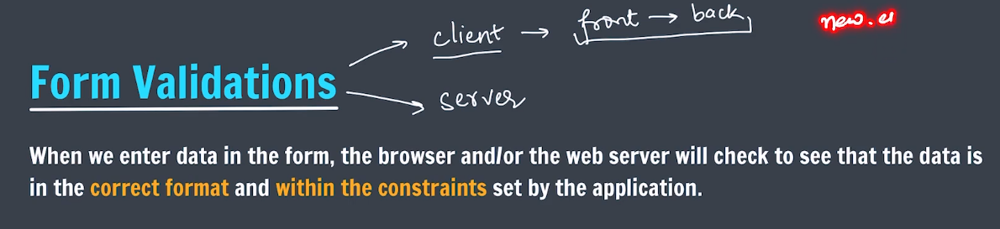 client → front → back
new.e
Form Validations
server
When we enter data in the form, the browser and/or the web server will check to see that the data is
in the correct format and within the constraints set by the application.